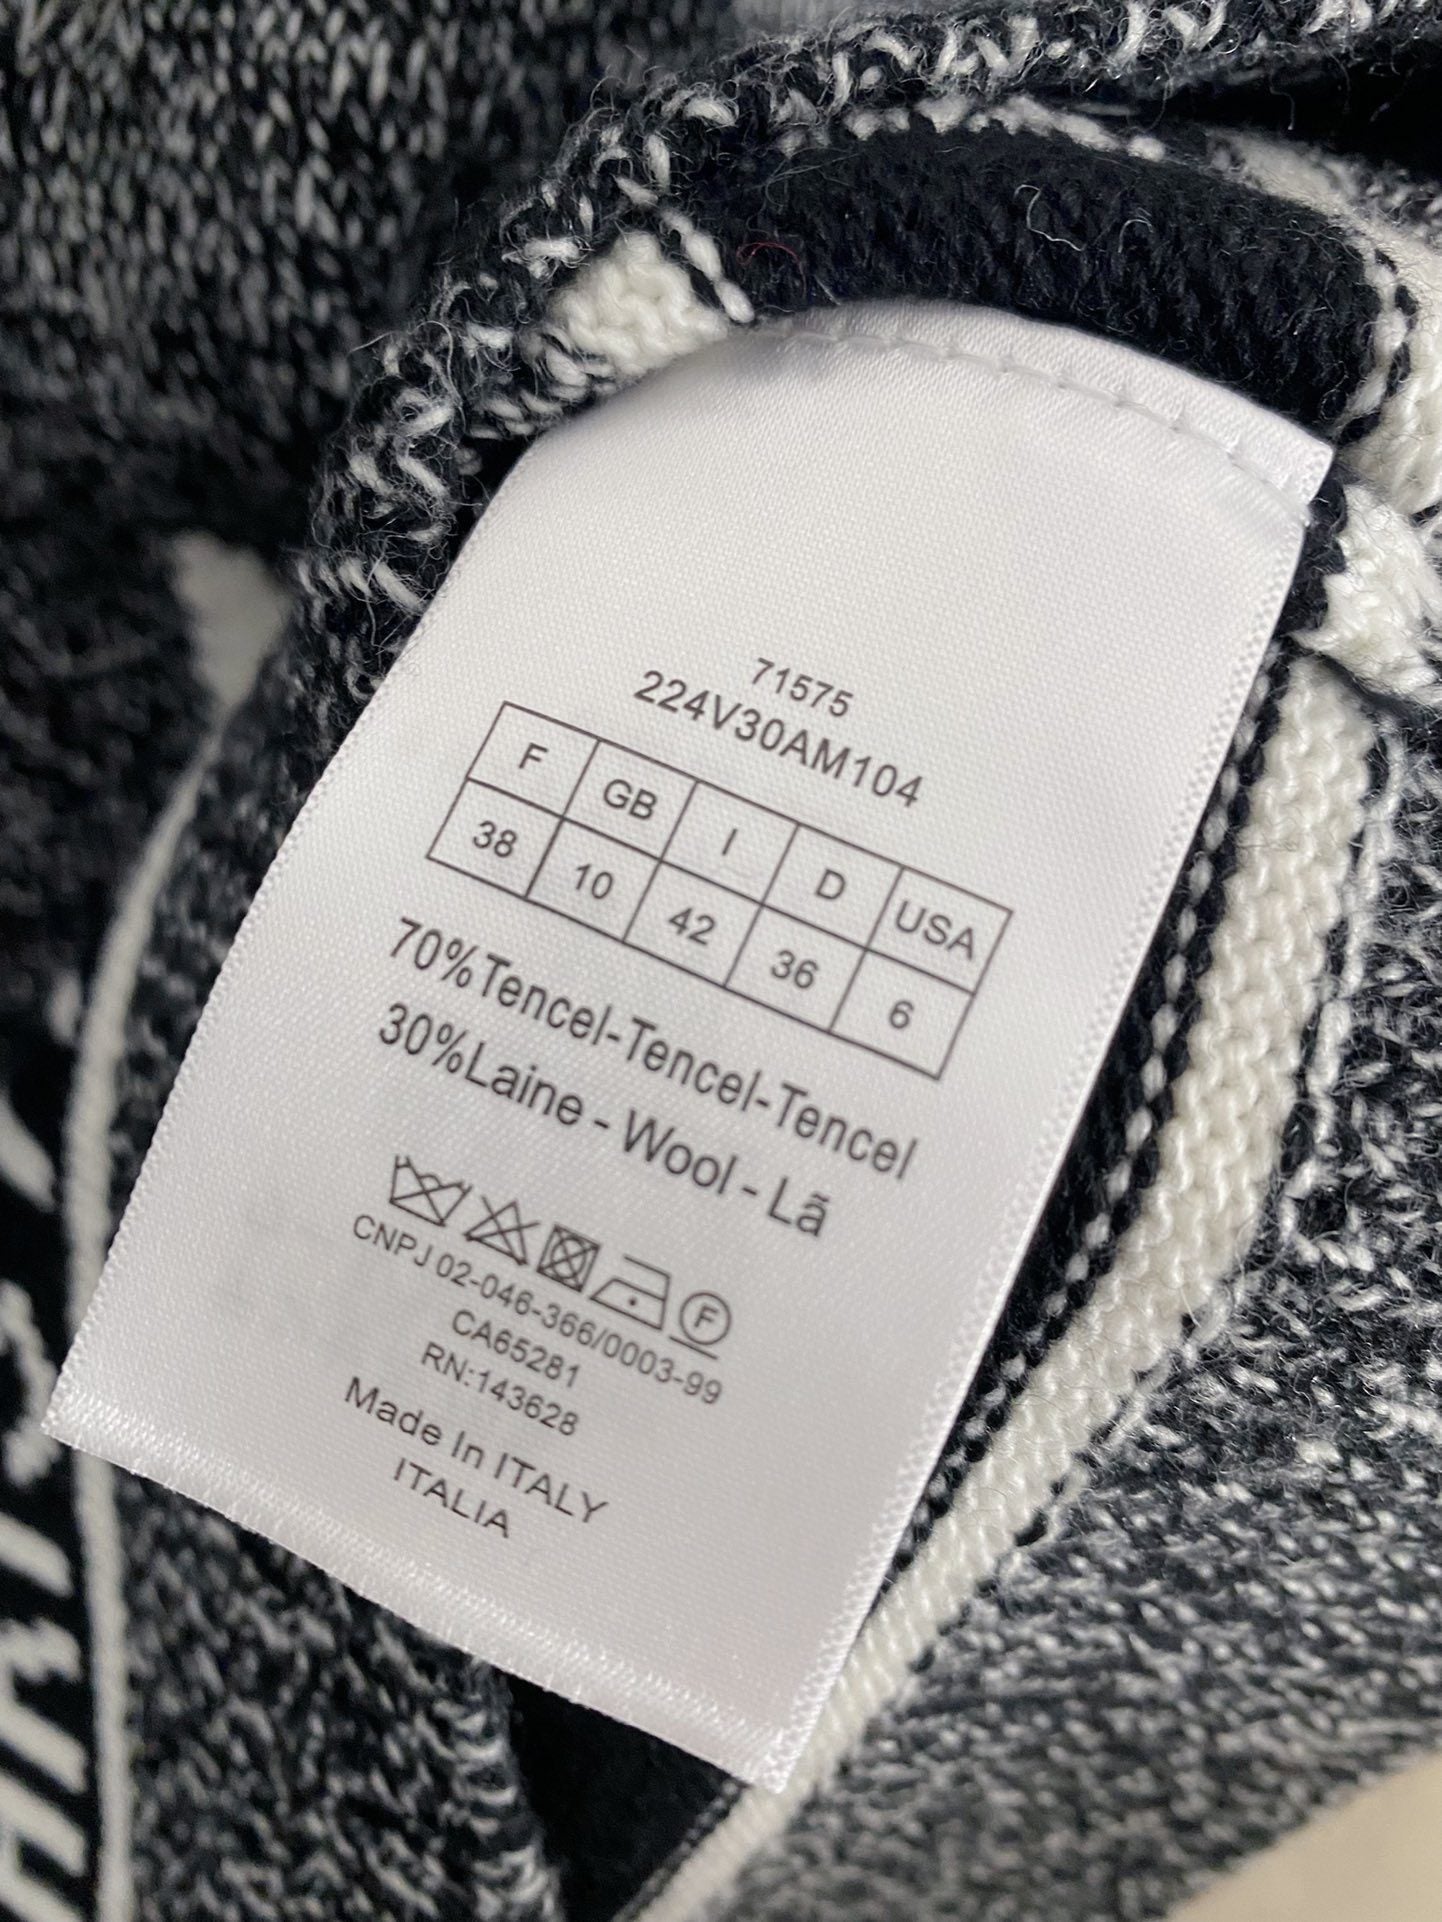 71575
224V30AM104
F GB I D USA
38 10 42 36 6
70%Tencel-Tencel-Tencel
30%Laine - Wool - Lã
F
CNPJ 02-046-366/0003-99
CA65281
RN:143628
Made In ITALY
ITALIA